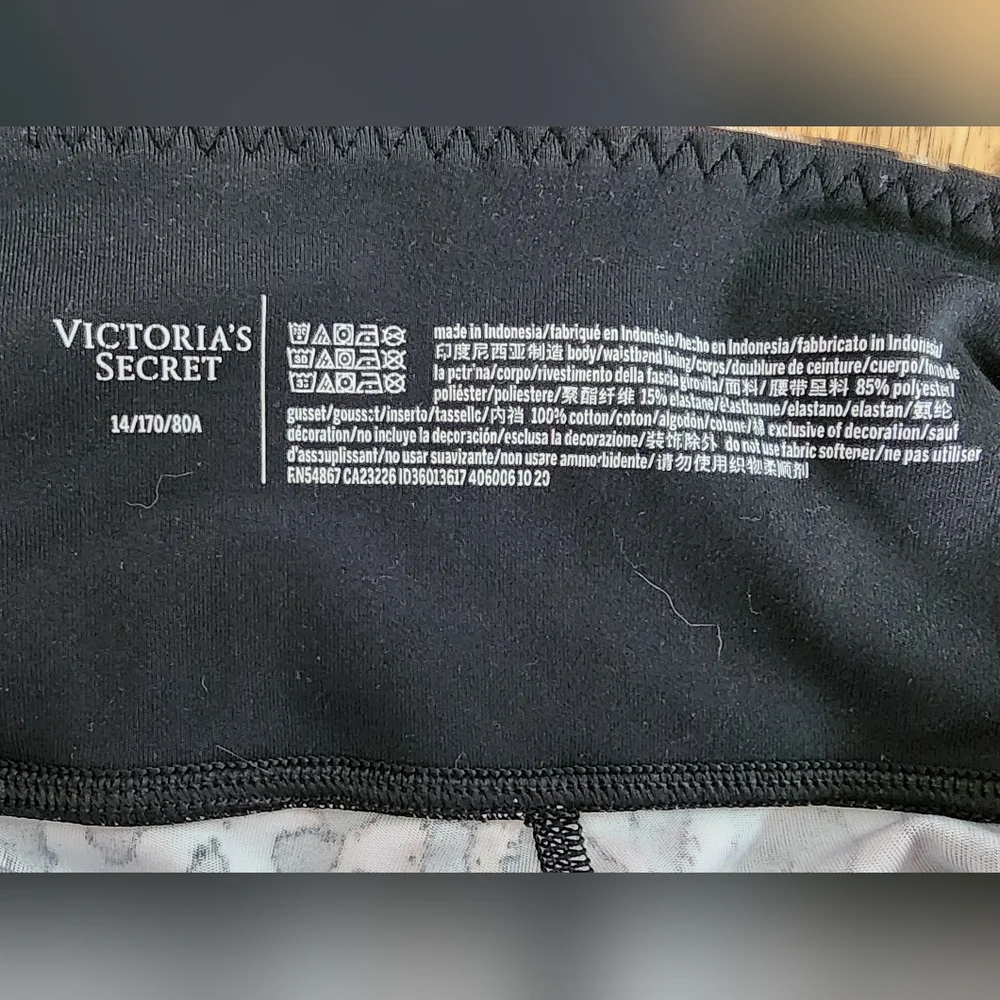 VICTORIA'S
SECRET
14/170/80A
made in Indonesia/fabriqué en Indonésie/hecho en Indonesia/fabbricato in Indonesia
印度尼西亚制造 body/waistband lining/corps/doublure de ceinture/cuerpo/forro de
la pretrina/corpo/rivestimento della fascia girovita/面料/腰带里料 85% polyester/
poliéster/poliestere/聚酯纤维 15% elastane/élasthanne/elastano/elastan/氨纶
gusset/gousset/inserto/tassello/内裆 100% cotton/coton/algodón/cotone/棉 exclusive of decoration/sauf
décoration/no incluye la decoración/esclusa la decorazione/装饰除外 do not use fabric softener/ne pas utiliser
d'assouplissant/no usar suavizante/non usare ammorbidente/请勿使用织物柔顺剂
RN54867 CA23226 ID36013617 406006 10 20